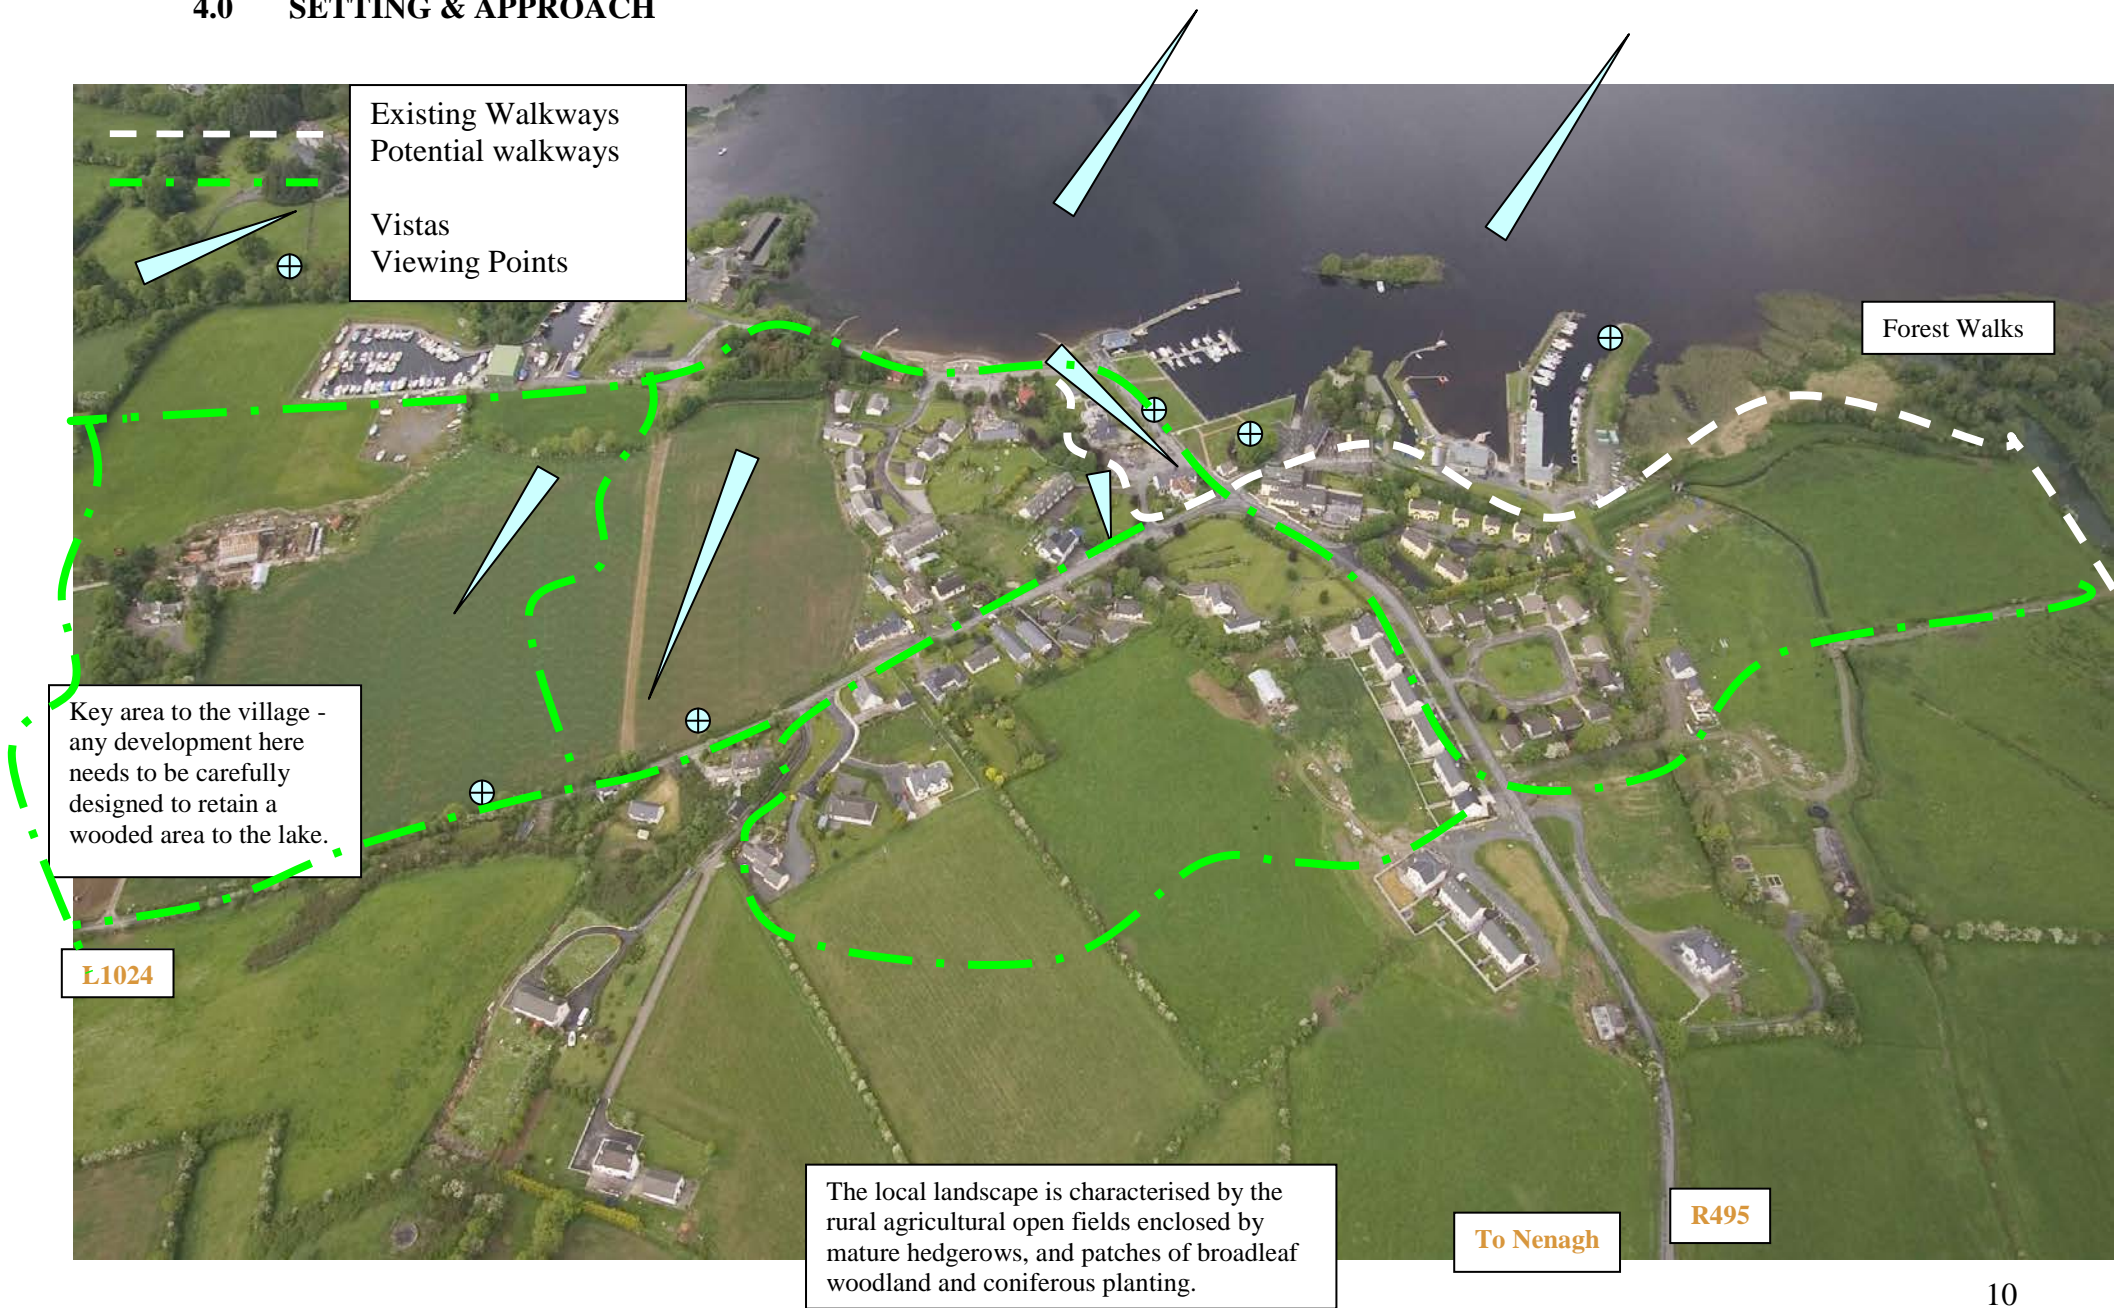 4.0 SETTING & APPROACH
Existing Walkways
Potential walkways
Vistas
Viewing Points
Forest Walks
Key area to the village -
any development here
needs to be carefully
designed to retain a
wooded area to the lake.
L1024
The local landscape is characterised by the
rural agricultural open fields enclosed by
mature hedgerows, and patches of broadleaf
woodland and coniferous planting.
To Nenagh
R495
10